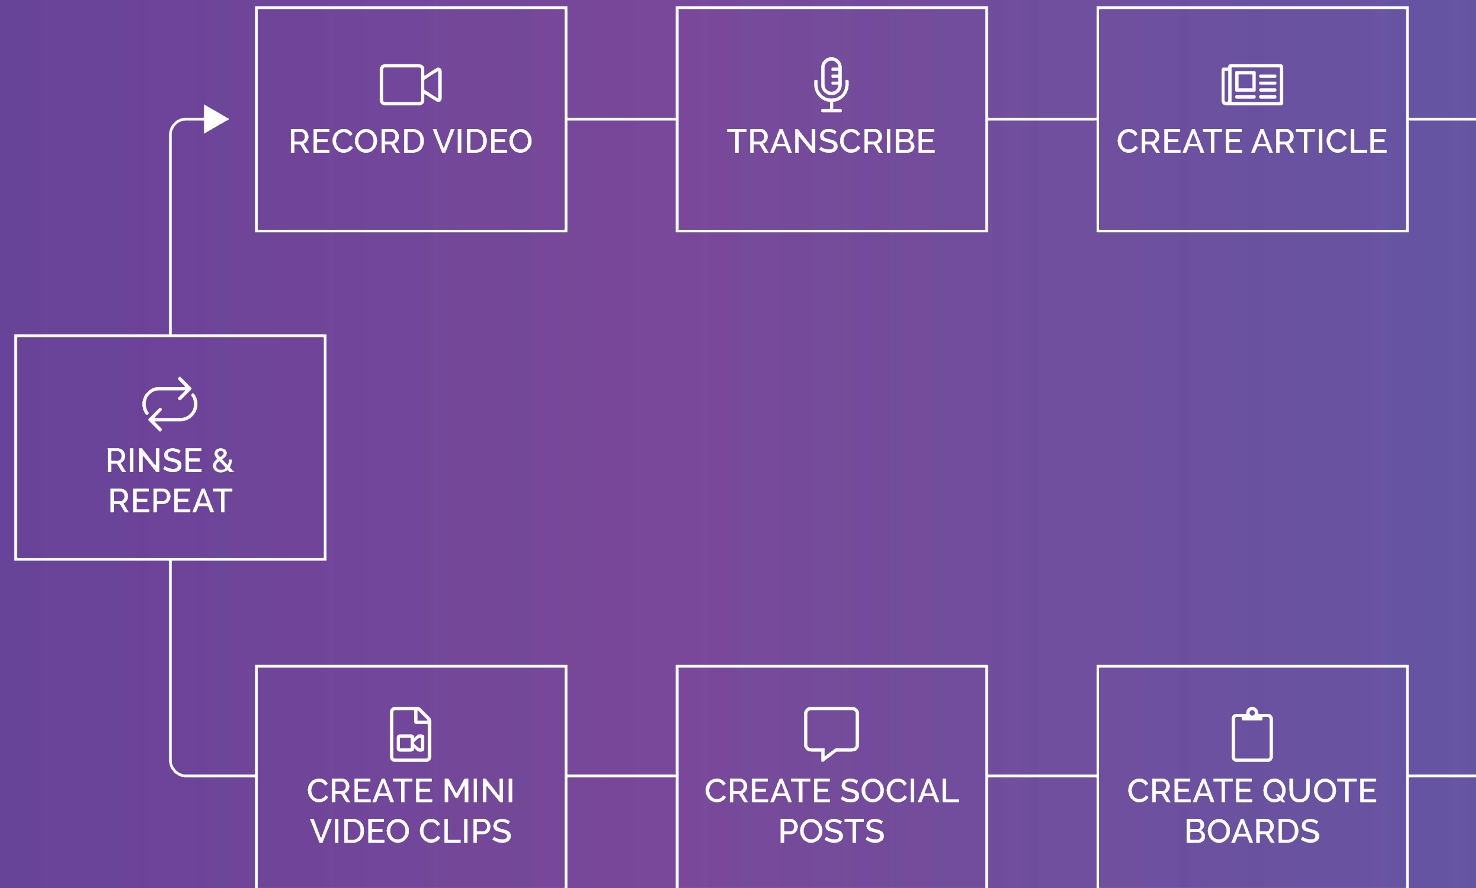 RECORD VIDEO
TRANSCRIBE
CREATE ARTICLE
RINSE &
REPEAT
CREATE MINI
VIDEO CLIPS
CREATE SOCIAL
POSTS
CREATE QUOTE
BOARDS